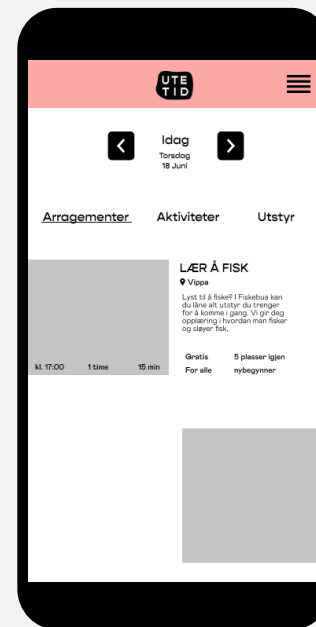 UTE
TID
Idag
Torsdag
18 Juni
Arragementer Aktiviteter Utstyr
LÆR Å FISK
Vippa
Lyst til å fiske? I Fiskebua kan
du låne alt utstyr du trenger
for å komme i gang. Vi gir deg
opplæring i hvordan man fisker
og sløyer fisk,
Gratis 5 plasser igjen
For alle nybegynner
kl. 17:00 1 time 15 min